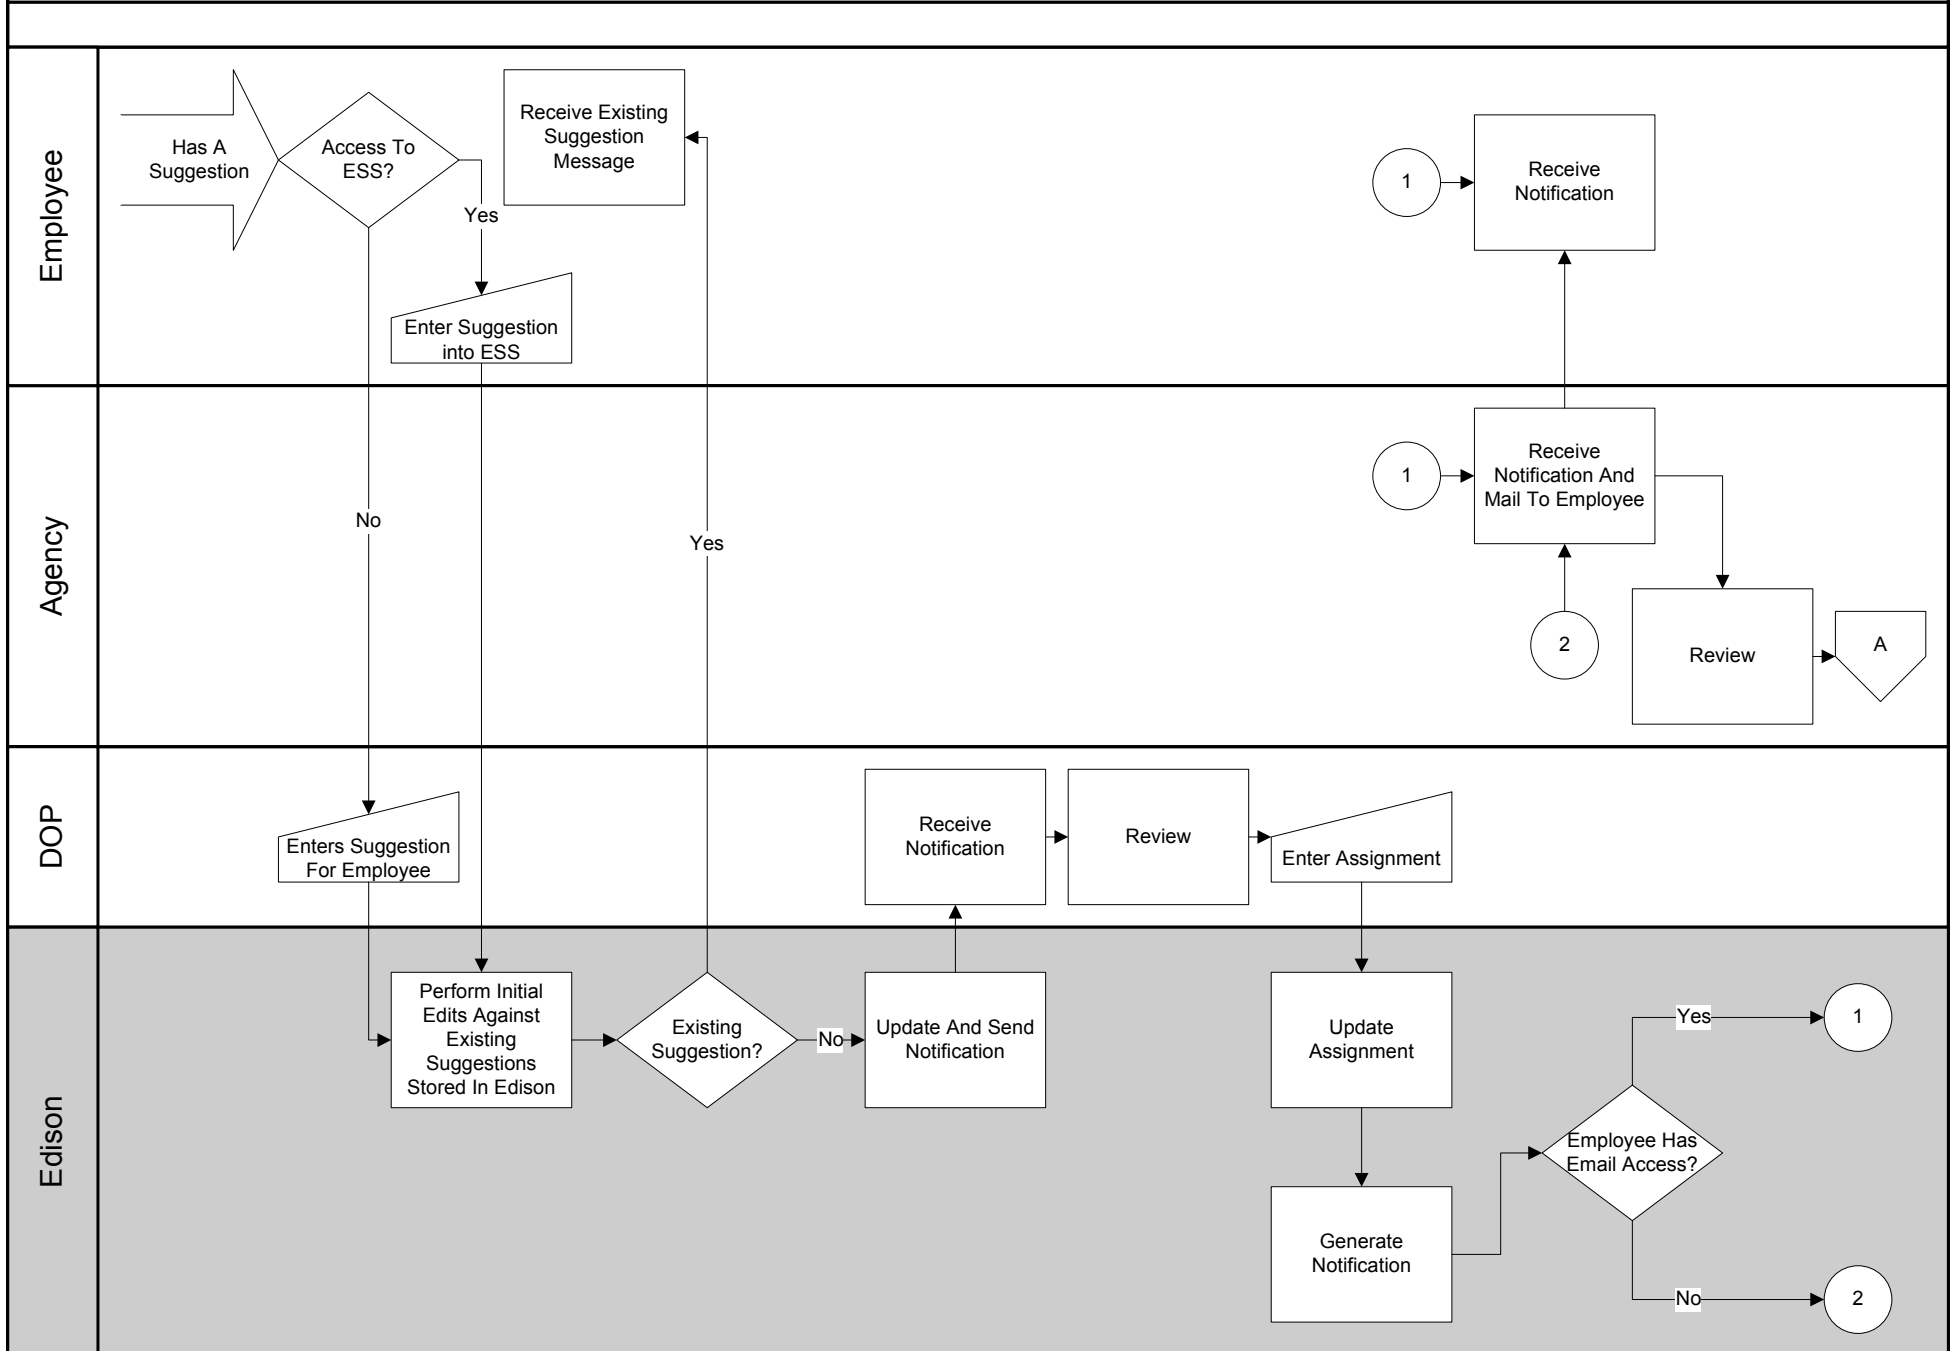 Employee
Has A
Suggestion
Access To
ESS?
Yes
Enter Suggestion
into ESS
Receive Existing
Suggestion
Message
1
Receive
Notification
Agency
No
Yes
1
Receive
Notification And
Mail To Employee
2
Review
A
DOP
Enters Suggestion
For Employee
Receive
Notification
Review
Enter Assignment
Edison
Perform Initial
Edits Against
Existing
Suggestions
Stored In Edison
Existing
Suggestion?
No
Update And Send
Notification
Update
Assignment
Generate
Notification
Employee Has
Email Access?
Yes
1
No
2